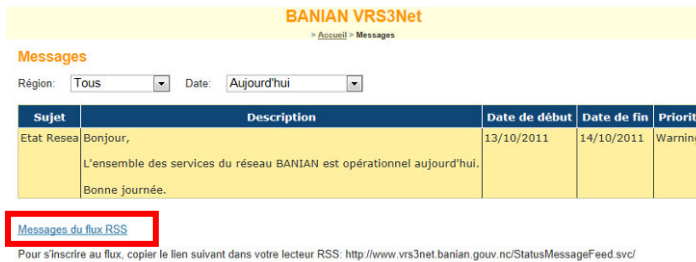 BANIAN VRS3Net
> Accueil > Messages
Messages
Région: Tous Date: Aujourd'hui
Sujet Description Date de début Date de fin Priorit
Etat Resea Bonjour, 13/10/2011 14/10/2011 Warning
L'ensemble des services du réseau BANIAN est opérationnel aujourd'hui.
Bonne journée.
Messages du flux RSS
Pour s'inscrire au flux, copier le lien suivant dans votre lecteur RSS: http://www.vrs3net.banian.gouv.nc/StatusMessageFeed.svc/